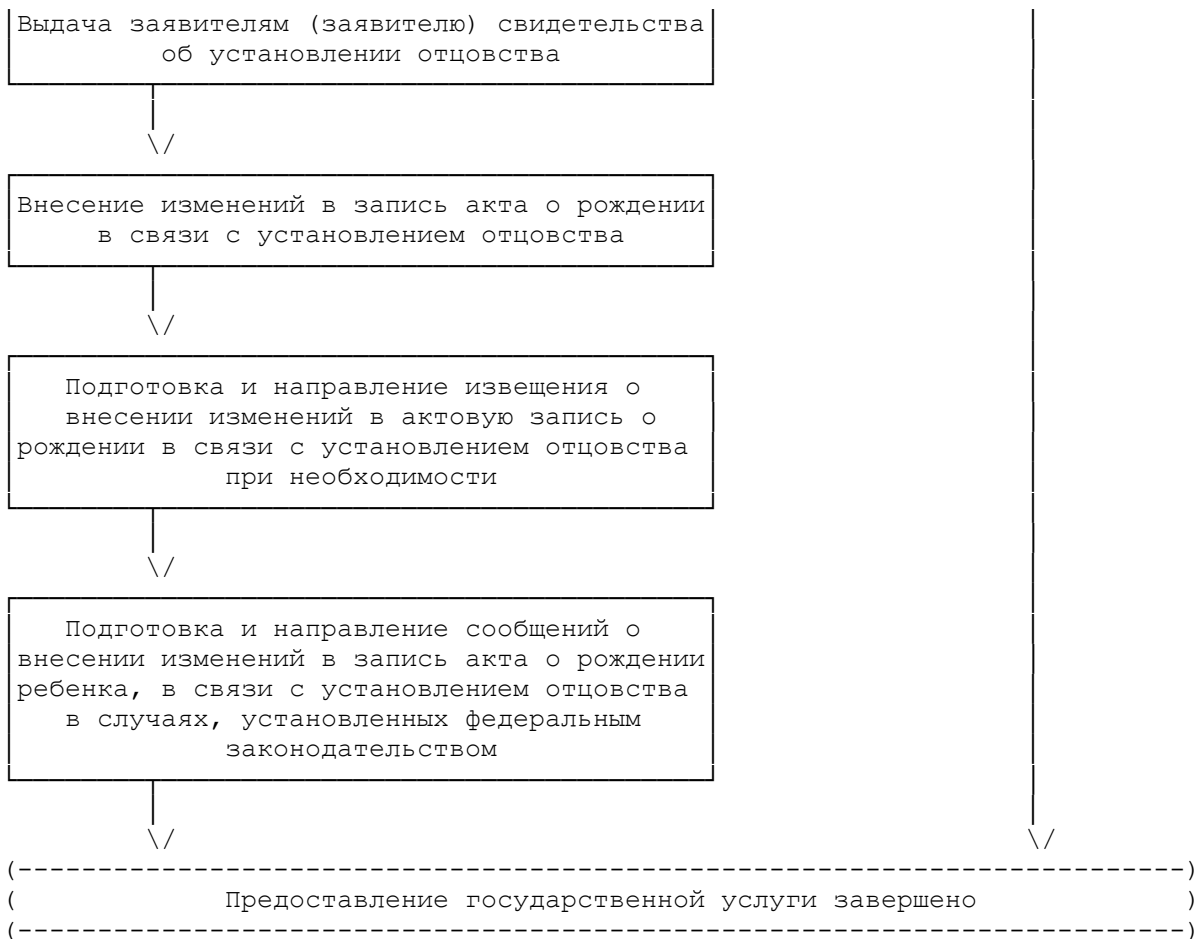 Выдача заявителям (заявителю) свидетельства
об установлении отцовства
Внесение изменений в запись акта о рождении
в связи с установлением отцовства
Подготовка и направление извещения о
внесении изменений в актовую запись о
рождении в связи с установлением отцовства
при необходимости
Подготовка и направление сообщений о
внесении изменений в запись акта о рождении
ребенка, в связи с установлением отцовства
в случаях, установленных федеральным
законодательством
Предоставление государственной услуги завершено